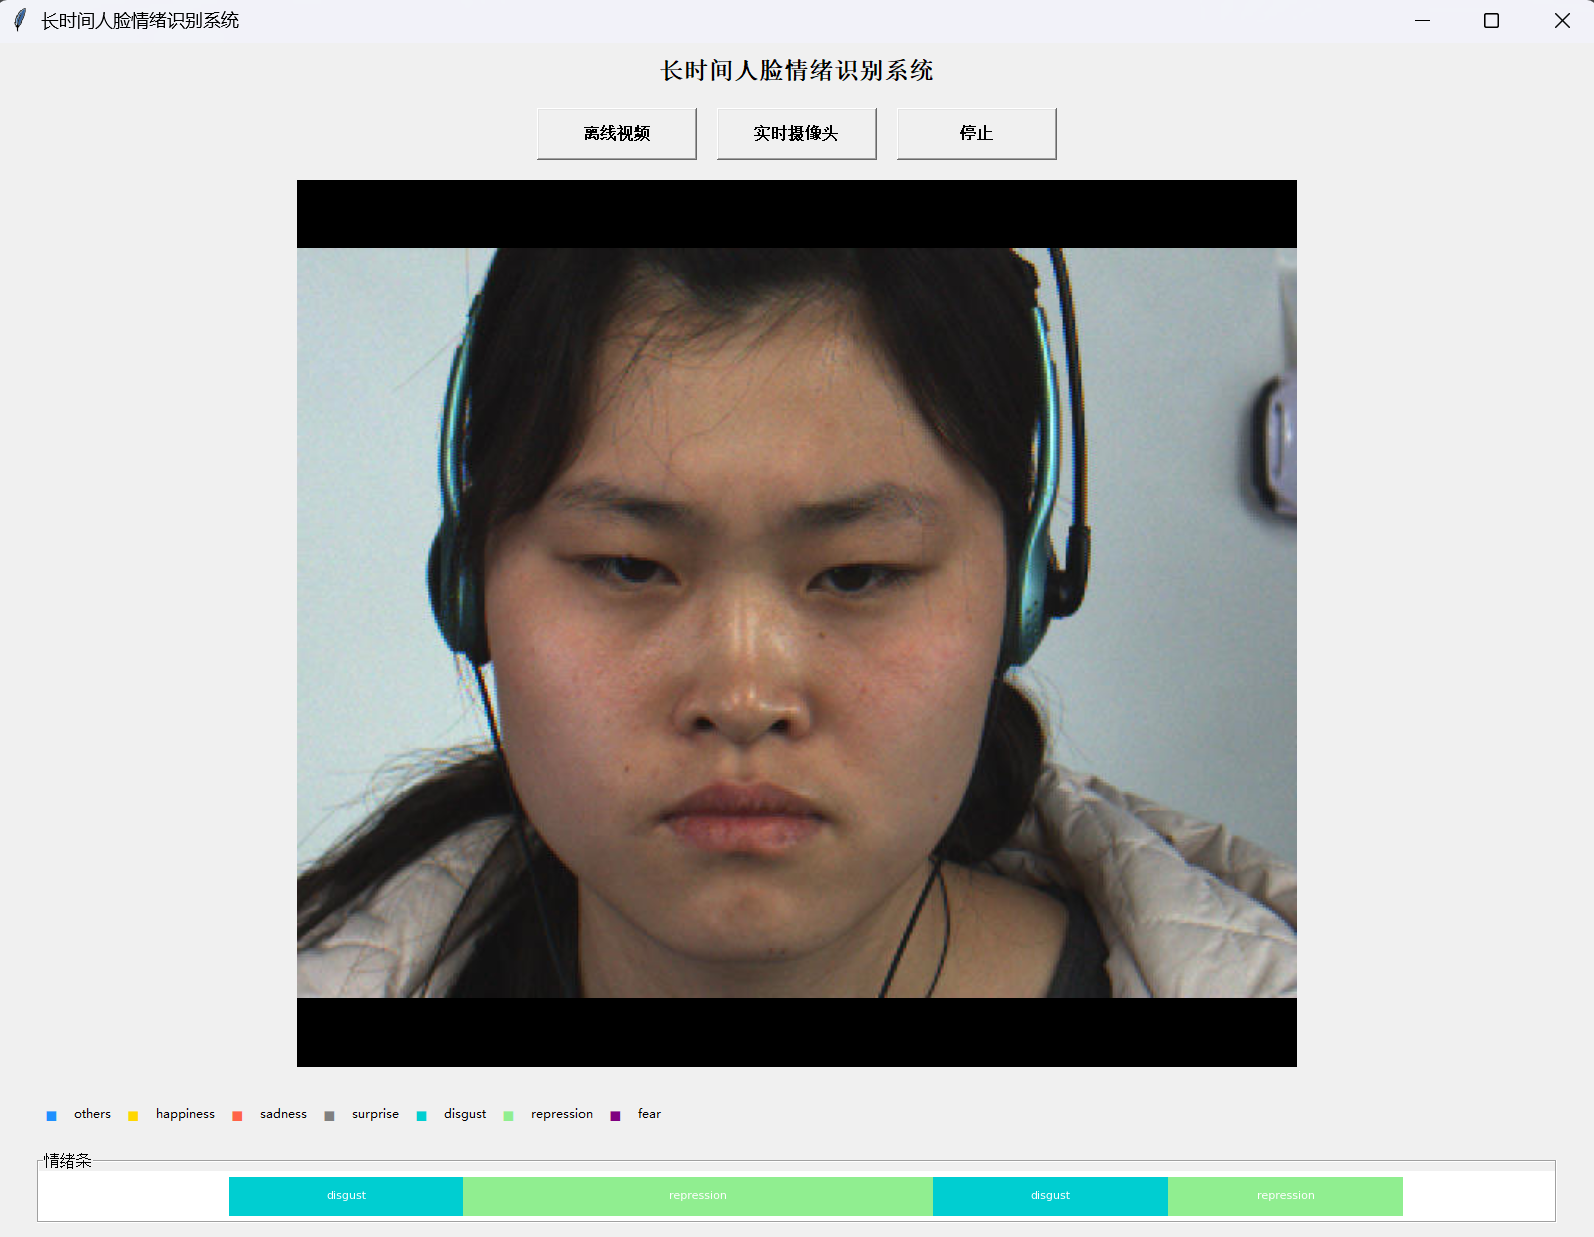 长时间人脸情绪识别系统
长时间人脸情绪识别系统
离线视频 实时摄像头 停止
others happiness sadness surprise disgust repression fear
情绪条
disgust repression disgust repression